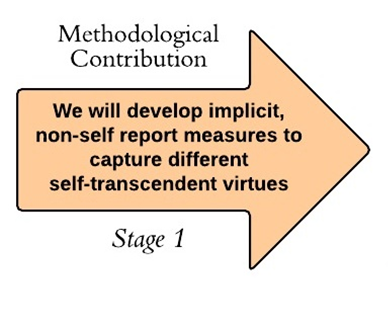 Methodological
Contribution
We will develop implicit,
non-self report measures to
capture different
self-transcendent virtues
Stage 1